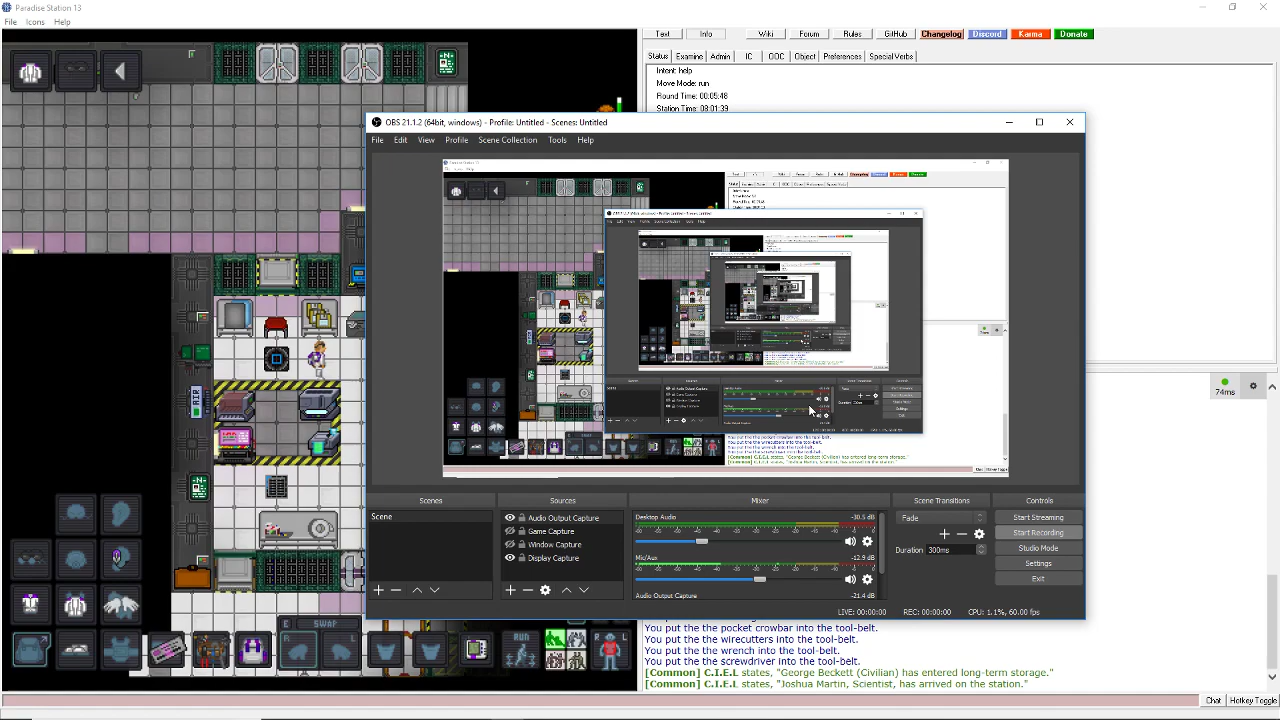 Paradise Station 13
File Icons Help
Text Info Wiki Forum Rules GitHub Changelog Discord Karma Donate
Status Examine Admin IC OOC Object Preferences Special Verbs
Intent: help
Move Mode: run
Round Time: 00:05:48
Station Time: 08:01:39
OBS 21.1.2 (64bit, windows) - Profile: Untitled - Scenes: Untitled
File Edit View Profile Scene Collection Tools Help
74ms
Scenes
Scene
Sources
Audio Output Capture
Game Capture
Window Capture
Display Capture
Mixer
Desktop Audio -30.5 dB
Mic/Aux -12.9 dB
Audio Output Capture -21.4 dB
Scene Transitions
Fade
Duration 300ms
Controls
Start Streaming
Start Recording
Studio Mode
Settings
Exit
LIVE: 00:00:00 REC: 00:00:00 CPU: 1.1%, 60.00 fps
E SWAP
R L
RUN
R L
You put the the pocket crowbar into the tool-belt.
You put the the wirecutters into the tool-belt.
You put the the wrench into the tool-belt.
You put the the screwdriver into the tool-belt.
[Common] C.I.E.L states, "George Beckett (Civilian) has entered long-term storage."
[Common] C.I.E.L states, "Joshua Martin, Scientist, has arrived on the station."
Chat Hotkey Toggle